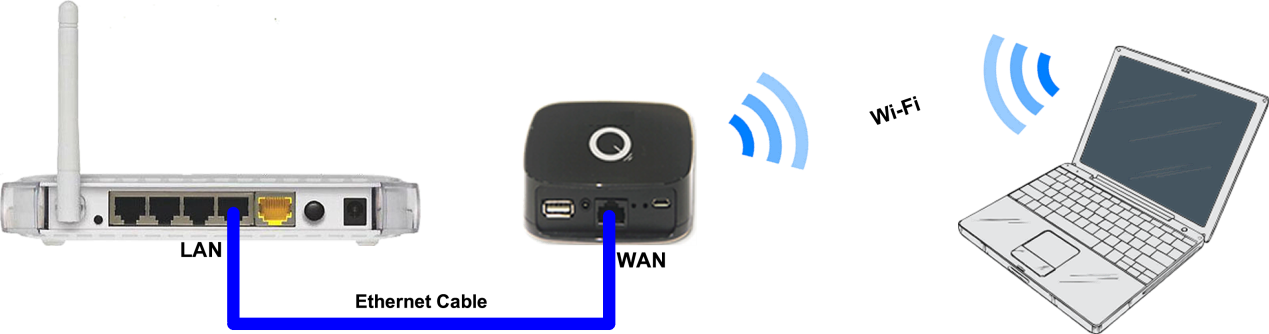 Wi-Fi
LAN
WAN
Ethernet Cable